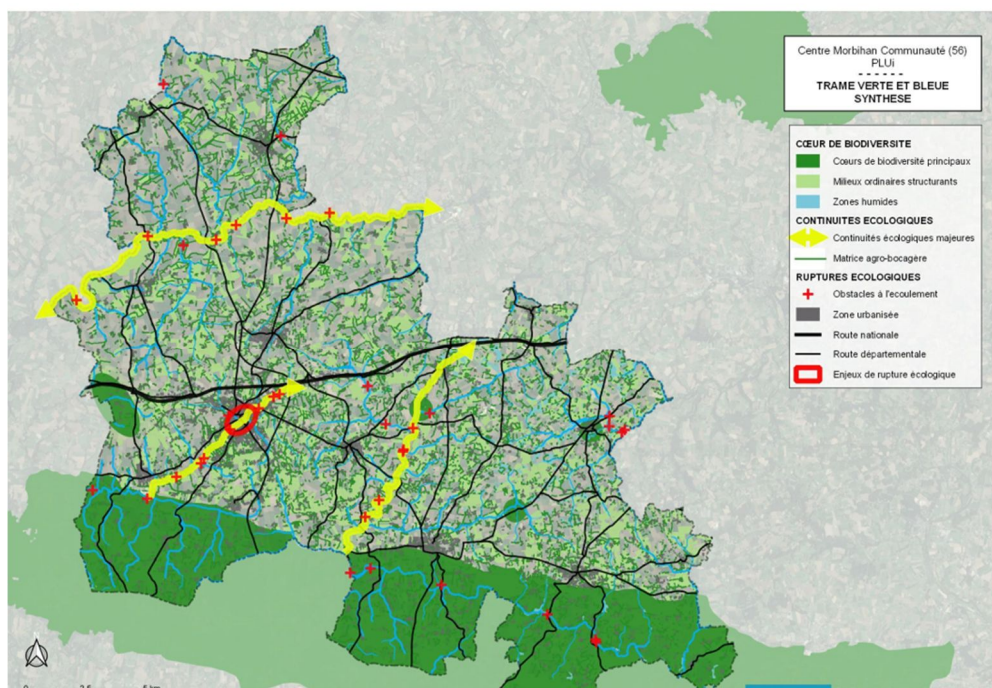 Centre Morbihan Communauté (56)
PLUi
------
TRAME VERTE ET BLEUE
SYNTHESE
CŒUR DE BIODIVERSITE
Cœurs de biodiversité principaux
Milieux ordinaires structurants
Zones humides
CONTINUITES ECOLOGIQUES
Continuités écologiques majeures
Matrice agro-bocagère
RUPTURES ECOLOGIQUES
Obstacles à l'ecoulement
Zone urbanisée
Route nationale
Route départementale
Enjeux de rupture écologique